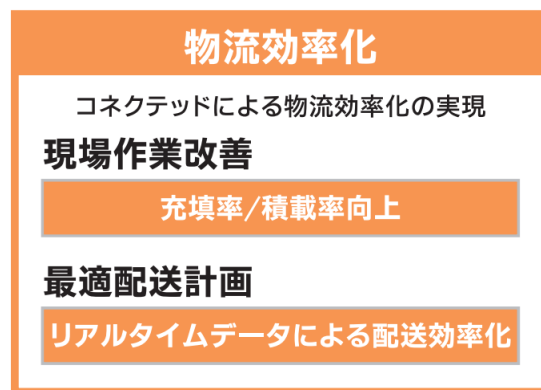 物流効率化
コネクテッドによる物流効率化の実現
現場作業改善
充填率/積載率向上
最適配送計画
リアルタイムデータによる配送効率化